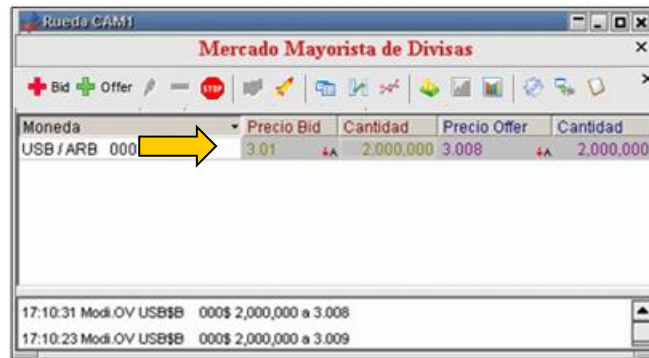 Rueda CAM1
Mercado Mayorista de Divisas
Bid Offer STOP
Moneda Precio Bid Cantidad Precio Offer Cantidad
USB / ARB 000 3.01 A 2,000,000 3.008 A 2,000,000
17:10:31 Modi.OV USB$B 000$ 2,000,000 a 3.008
17:10:23 Modi.OV USB$B 000$ 2,000,000 a 3.009